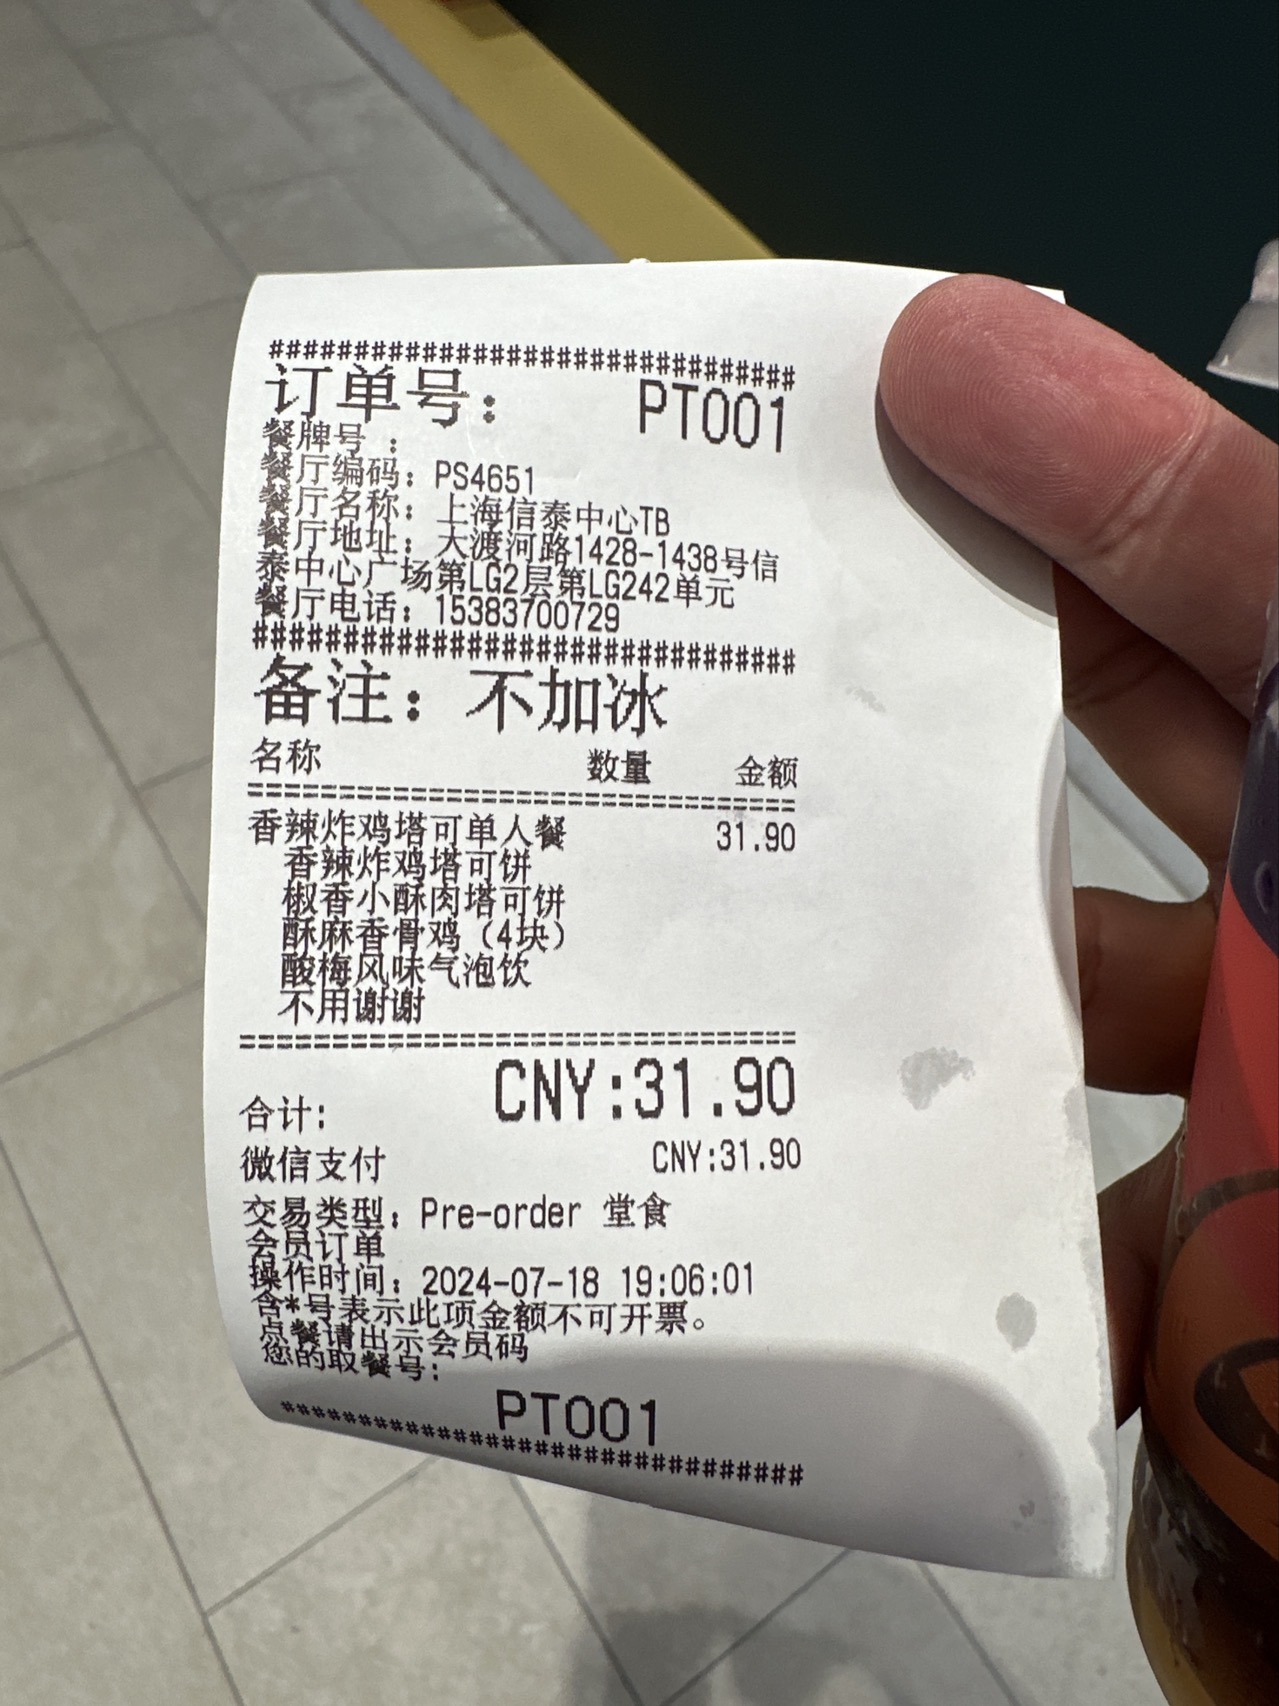 ################################
订单号： PT001
餐牌号 ：
餐厅编码：PS4651
餐厅名称：上海信泰中心TB
餐厅地址：大渡河路1428-1438号信
泰中心广场第LG2层第LG242单元
餐厅电话：15383700729
################################
备注：不加冰
名称 数量 金额
================================
香辣炸鸡塔可单人餐 31.90
香辣炸鸡塔可饼
椒香小酥肉塔可饼
酥麻香骨鸡（4块）
酸梅风味气泡饮
不用谢谢
================================
CNY:31.90
合计:
微信支付 CNY:31.90
交易类型：Pre-order 堂食
会员订单
操作时间：2024-07-18 19:06:01
含*号表示此项金额不可开票。
点餐请出示会员码
您的取餐号：
PT001
################################